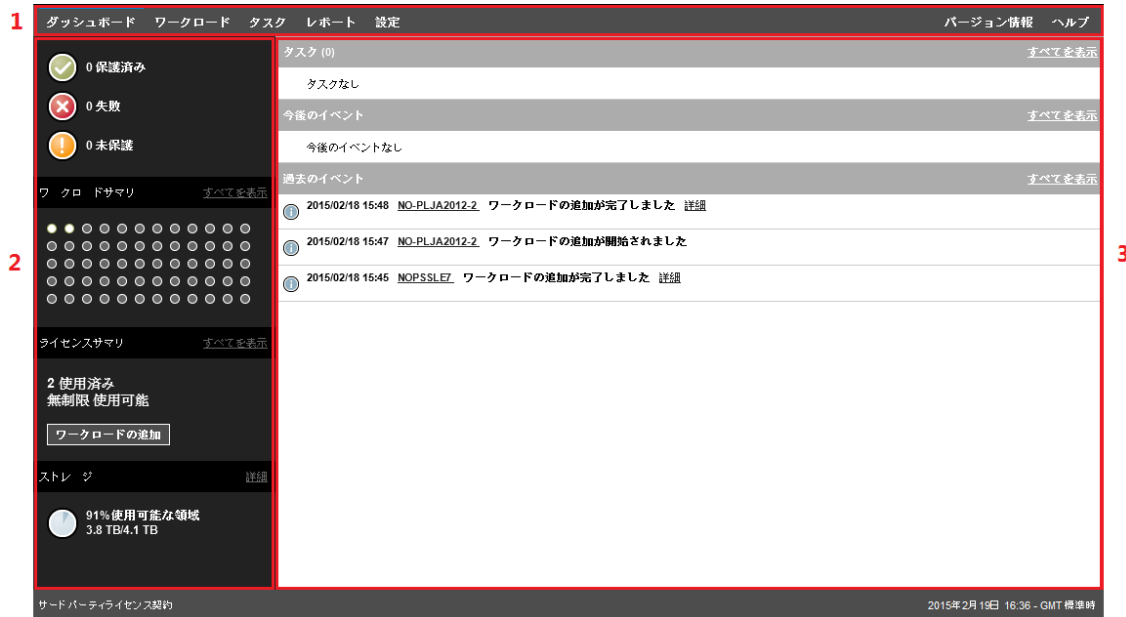 1
ダッシュボード ワークロード タスク レポート 設定 バージョン情報 ヘルプ
2
0 保護済み
0 失敗
0 未保護
ワ クロ ドサマリ すべてを表示
ライセンスサマリ すべてを表示
2 使用済み
無制限 使用可能
ワークロードの追加
ストレ ジ 詳細
91% 使用可能な領域
3.8 TB/4.1 TB
3
タスク (0) すべてを表示
タスクなし
今後のイベント すべてを表示
今後のイベントなし
過去のイベント すべてを表示
2015/02/18 15:48 NO-PLJA2012-2 ワークロードの追加が完了しました 詳細
2015/02/18 15:47 NO-PLJA2012-2 ワークロードの追加が開始されました
2015/02/18 15:45 NOPSSLE7 ワークロードの追加が完了しました 詳細
サードパーティライセンス契約 2015年2月19日 16:36 - GMT 標準時